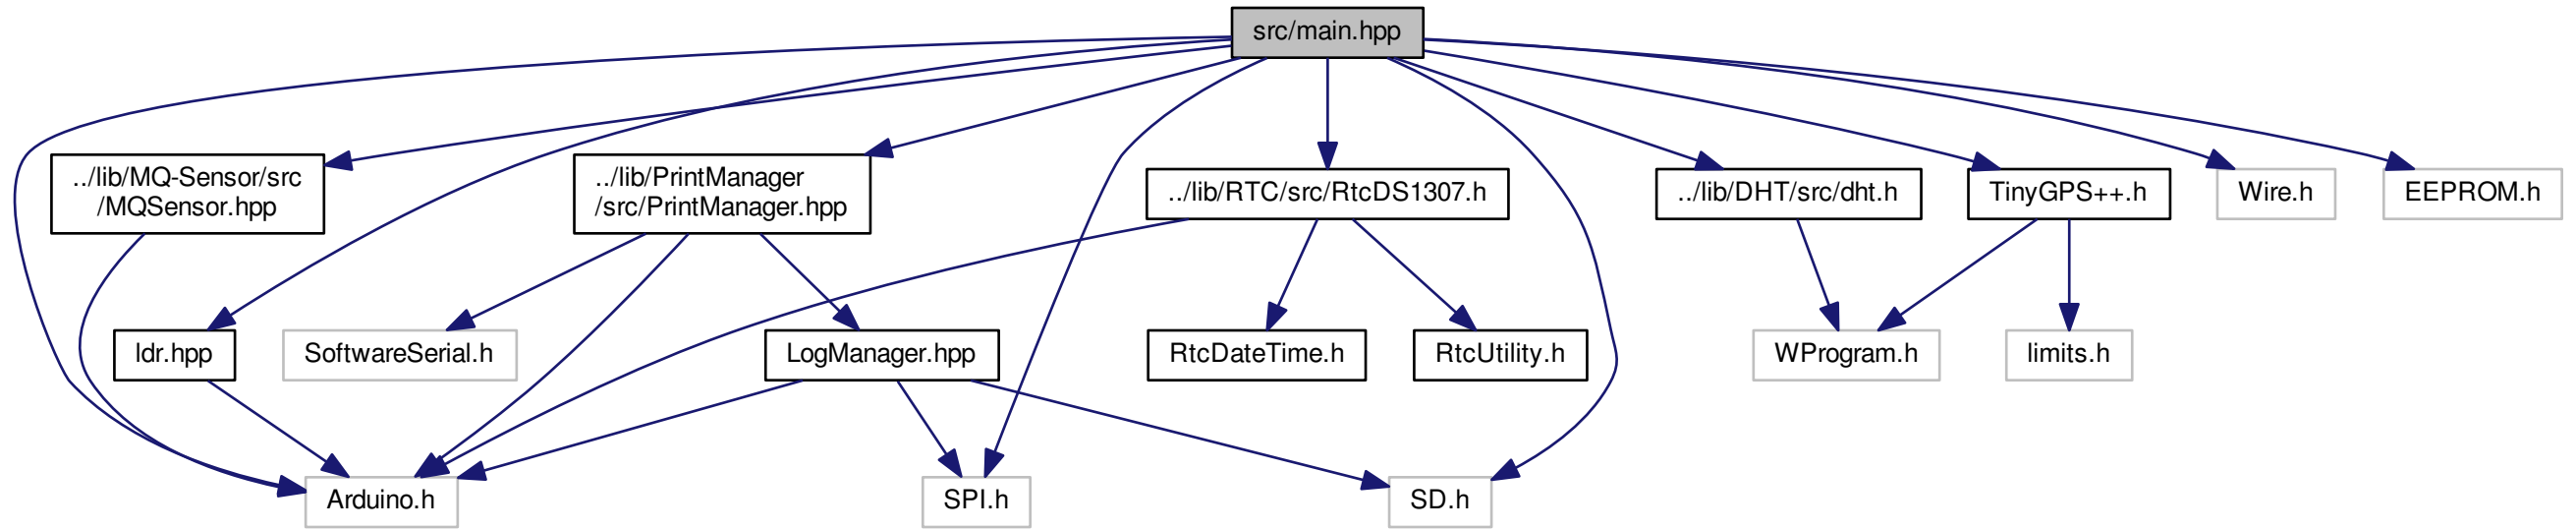 src/main.hpp
../lib/MQ-Sensor/src
/MQSensor.hpp
../lib/PrintManager
/src/PrintManager.hpp
../lib/RTC/src/RtcDS1307.h
../lib/DHT/src/dht.h
TinyGPS++.h
Wire.h
EEPROM.h
ldr.hpp
SoftwareSerial.h
LogManager.hpp
RtcDateTime.h
RtcUtility.h
WProgram.h
limits.h
Arduino.h
SPI.h
SD.h